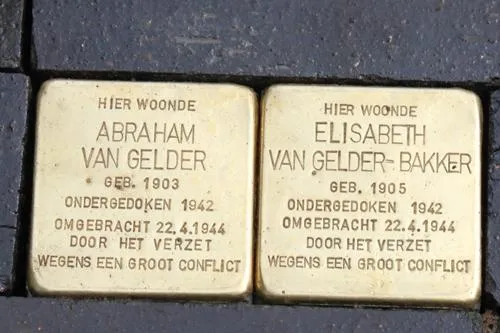 HIER WOONDE
ABRAHAM
VAN GELDER
GEB. 1903
ONDERGEDOKEN 1942
OMGEBRACHT 22.4.1944
DOOR HET VERZET
WEGENS EEN GROOT CONFLICT
HIER WOONDE
ELISABETH
VAN GELDER-BAKKER
GEB. 1905
ONDERGEDOKEN 1942
OMGEBRACHT 22.4.1944
DOOR HET VERZET
WEGENS EEN GROOT CONFLICT